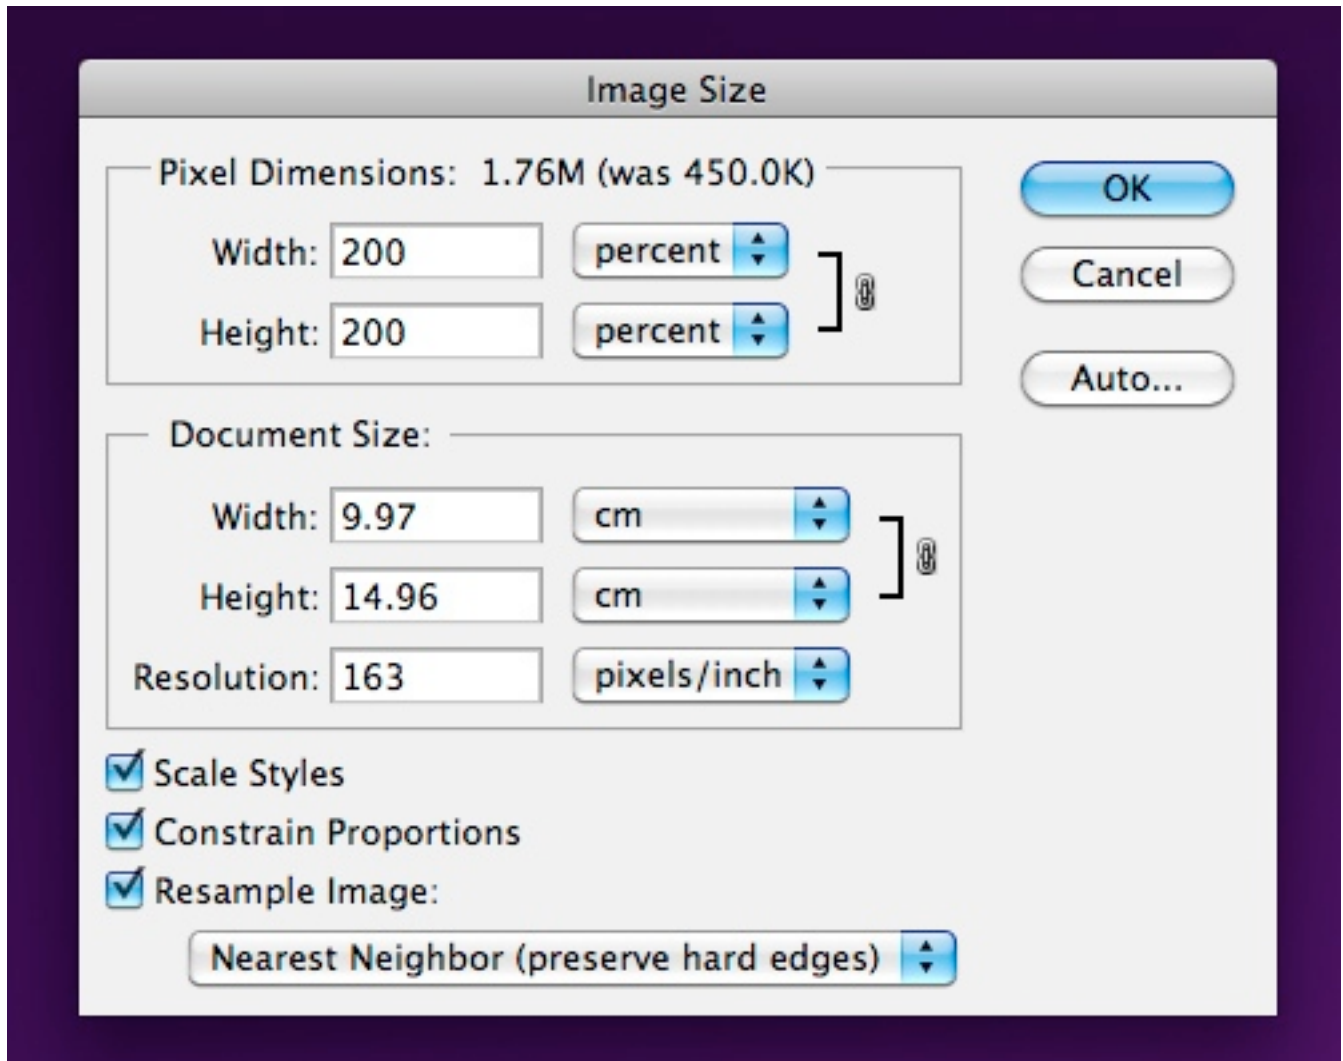 Image Size
Pixel Dimensions: 1.76M (was 450.0K)
OK
Width: 200 percent
Cancel
Height: 200 percent
Auto...
Document Size:
Width: 9.97 cm
Height: 14.96 cm
Resolution: 163 pixels/inch
Scale Styles
Constrain Proportions
Resample Image:
Nearest Neighbor (preserve hard edges)